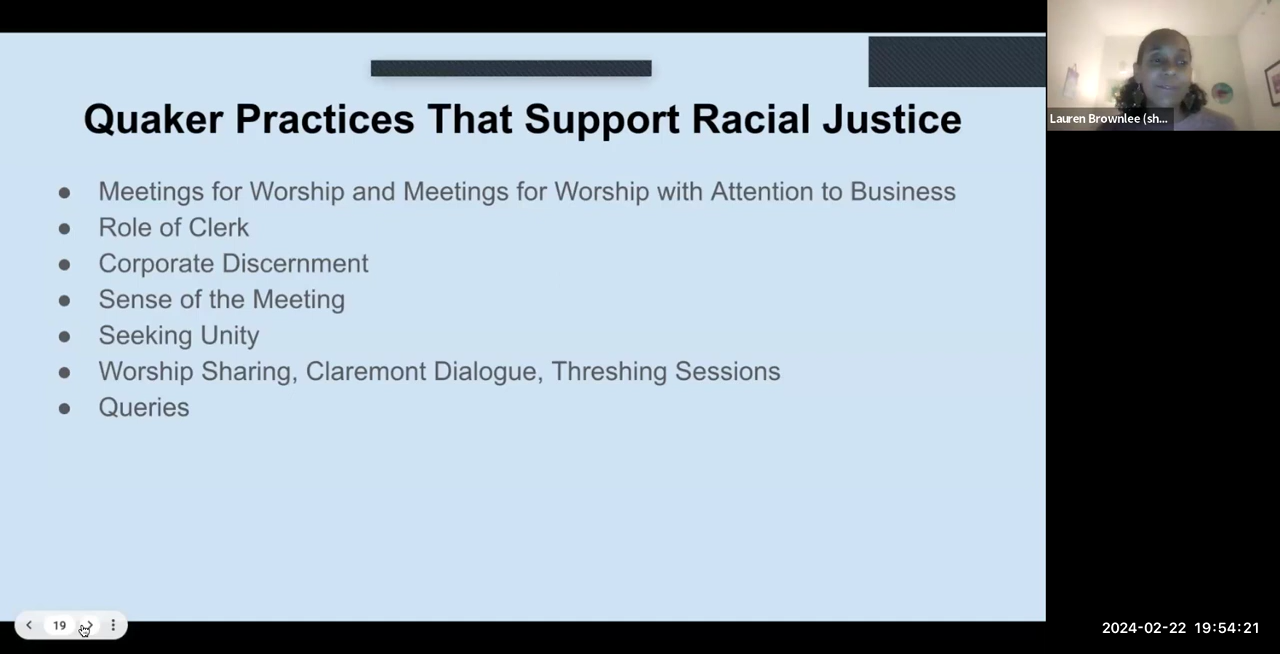 Quaker Practices That Support Racial Justice
● Meetings for Worship and Meetings for Worship with Attention to Business
● Role of Clerk
● Corporate Discernment
● Sense of the Meeting
● Seeking Unity
● Worship Sharing, Claremont Dialogue, Threshing Sessions
● Queries
Lauren Brownlee (sh...
19
2024-02-22 19:54:21